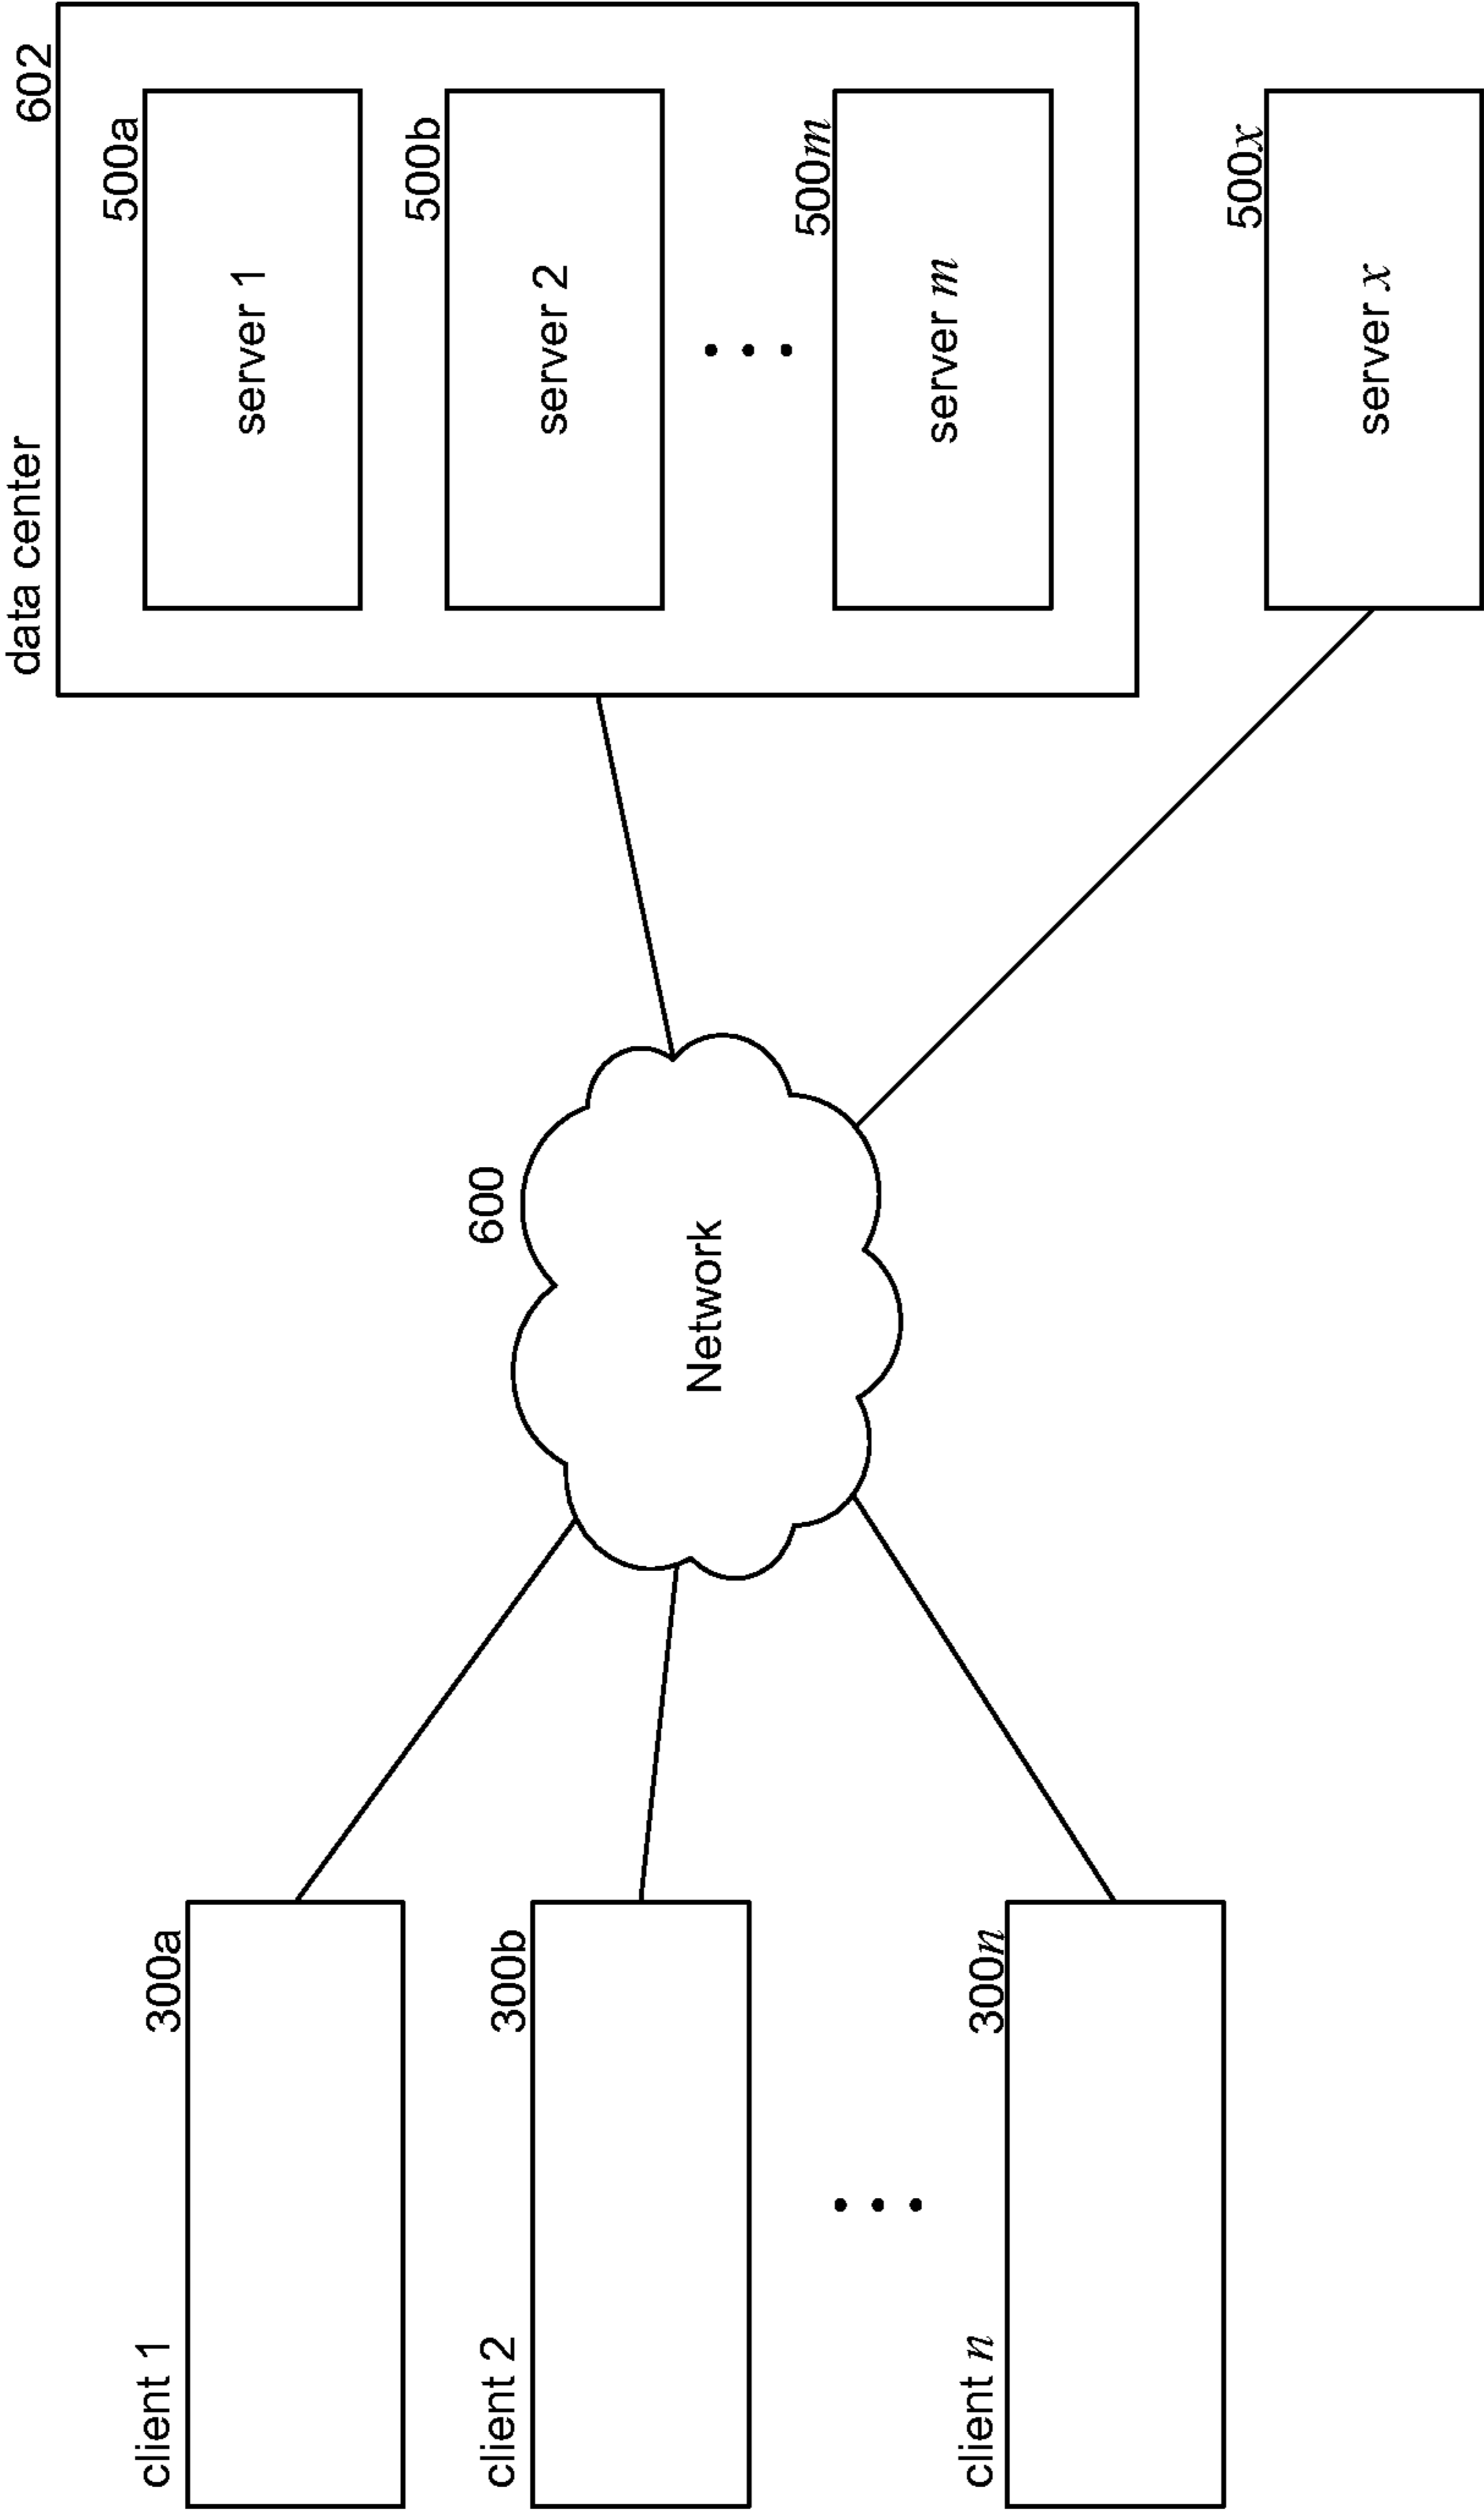 client 1
300a
client 2
300b
client n
300n
600
Network
data center
602
500a
server 1
500b
server 2
500m
server m
500x
server x